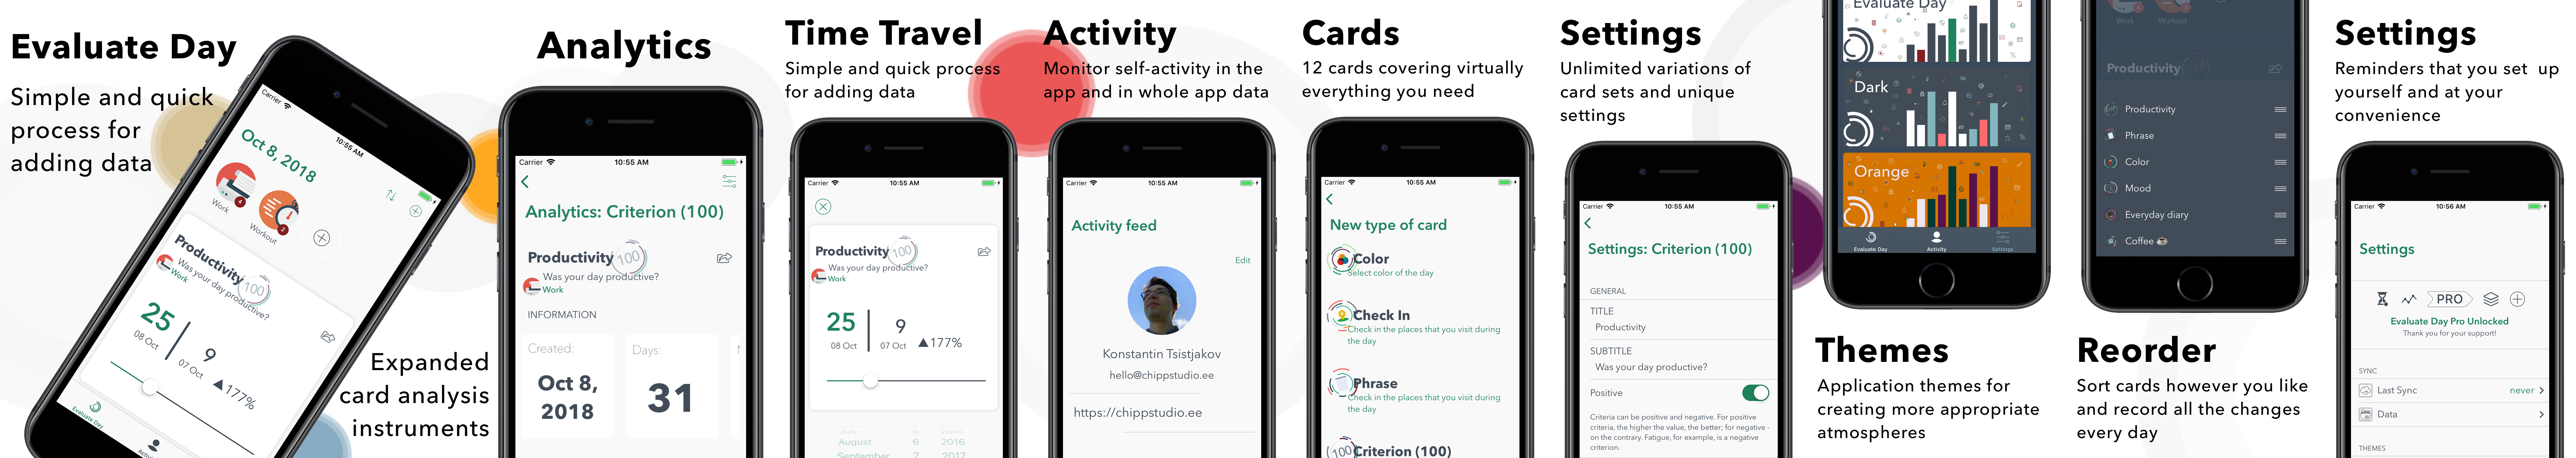 Evaluate Day
Simple and quick
process for
adding data
Carrier
10:55 AM
Oct 8, 2018
Work
4
Workout
2
Productivity
100
Was your day productive?
Work
25
08 Oct
9
07 Oct
▲177%
Evaluate Day
Expanded
card analysis
instruments
Analytics
Carrier
10:55 AM
Analytics: Criterion (100)
Productivity
100
Was your day productive?
Work
INFORMATION
Created:
Oct 8,
2018
Days:
31
Time Travel
Simple and quick process
for adding data
Carrier
10:55 AM
Productivity
100
Was your day productive?
Work
25
08 Oct
9
07 Oct
▲177%
July 5 2015
August 6 2016
September 7 2017
Activity
Monitor self-activity in the
app and in whole app data
Carrier
10:55 AM
Activity feed
Edit
Konstantin Tsistjakov
hello@chippstudio.ee
https://chippstudio.ee
Cards
12 cards covering virtually
everything you need
Carrier
10:55 AM
New type of card
Color
Select color of the day
Check In
Check in the places that you visit during
the day
Phrase
Check in the places that you visit during
the day
100
Criterion (100)
Settings
Unlimited variations of
card sets and unique
settings
Carrier
10:55 AM
Settings: Criterion (100)
GENERAL
TITLE
Productivity
SUBTITLE
Was your day productive?
Positive
Criteria can be positive and negative. For positive
criteria, the higher the value, the better; for negative -
on the contrary. Fatigue, for example, is a negative
criterion.
Evaluate Day
Dark
Orange
Evaluate Day
Activity
Settings
Themes
Application themes for
creating more appropriate
atmospheres
Work
Workout
Productivity
Productivity
Phrase
Color
Mood
Everyday diary
Coffee ☕
Reorder
Sort cards however you like
and record all the changes
every day
Settings
Reminders that you set up
yourself and at your
convenience
Carrier
10:56 AM
Settings
PRO
Evaluate Day Pro Unlocked
Thank you for your support!
SYNC
Last Sync
never
Data
THEMES